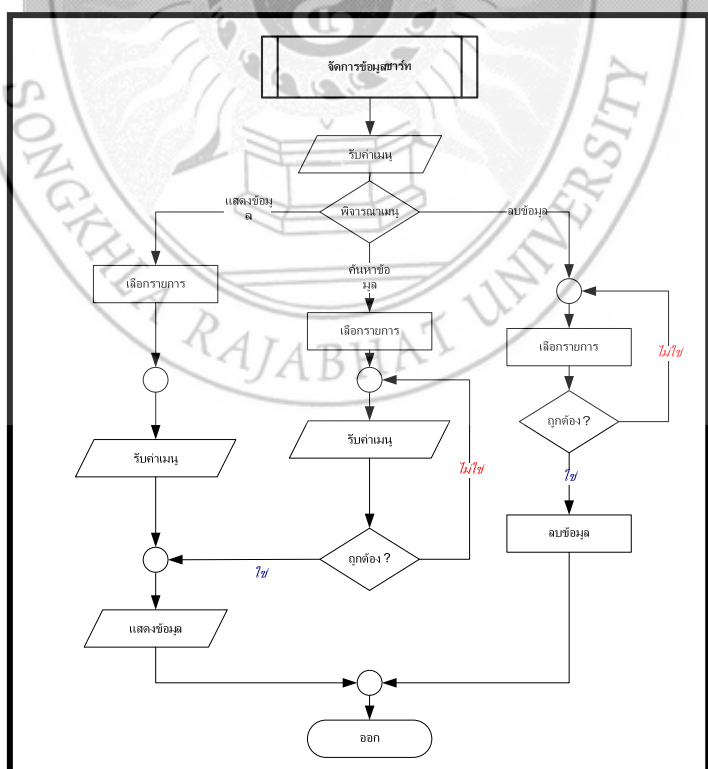 จัดการข้อมูลชาร์ท
รับค่าเมนู
พิจารณาเมนู
แสดงข้อมู
ล
ลบข้อมูล
ค้นหาข้อ
มูล
เลือกรายการ
เลือกรายการ
เลือกรายการ
ไม่ใช่
ถูกต้อง ?
ใช่
รับค่าเมนู
รับค่าเมนู
ไม่ใช่
ลบข้อมูล
ถูกต้อง ?
ใช่
แสดงข้อมูล
ออก
SONGKHLA RAJABHAT UNIVERSITY